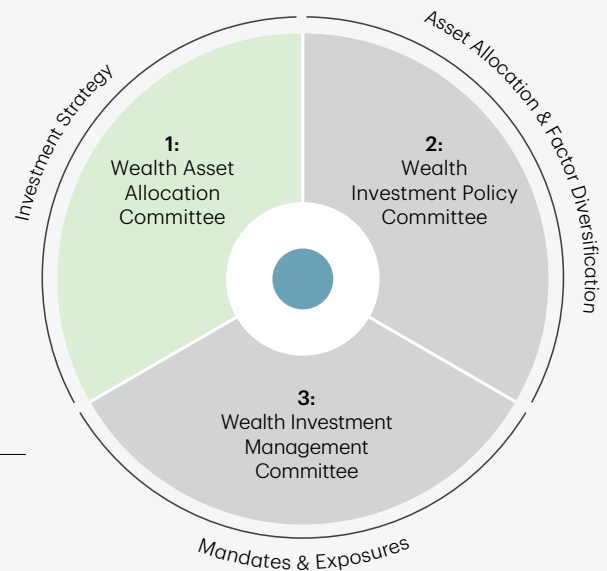 Investment Strategy
Asset Allocation & Factor Diversification
1:
Wealth Asset
Allocation
Committee
2:
Wealth
Investment Policy
Committee
3:
Wealth Investment
Management
Committee
Mandates & Exposures